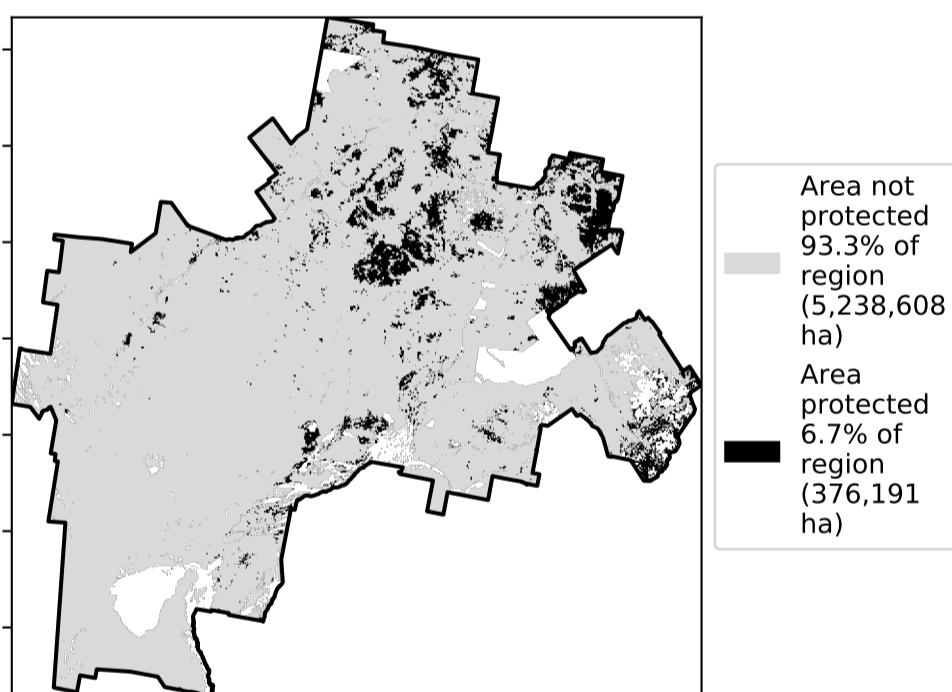 Area not
protected
93.3% of
region
(5,238,608
ha)
Area
protected
6.7% of
region
(376,191
ha)